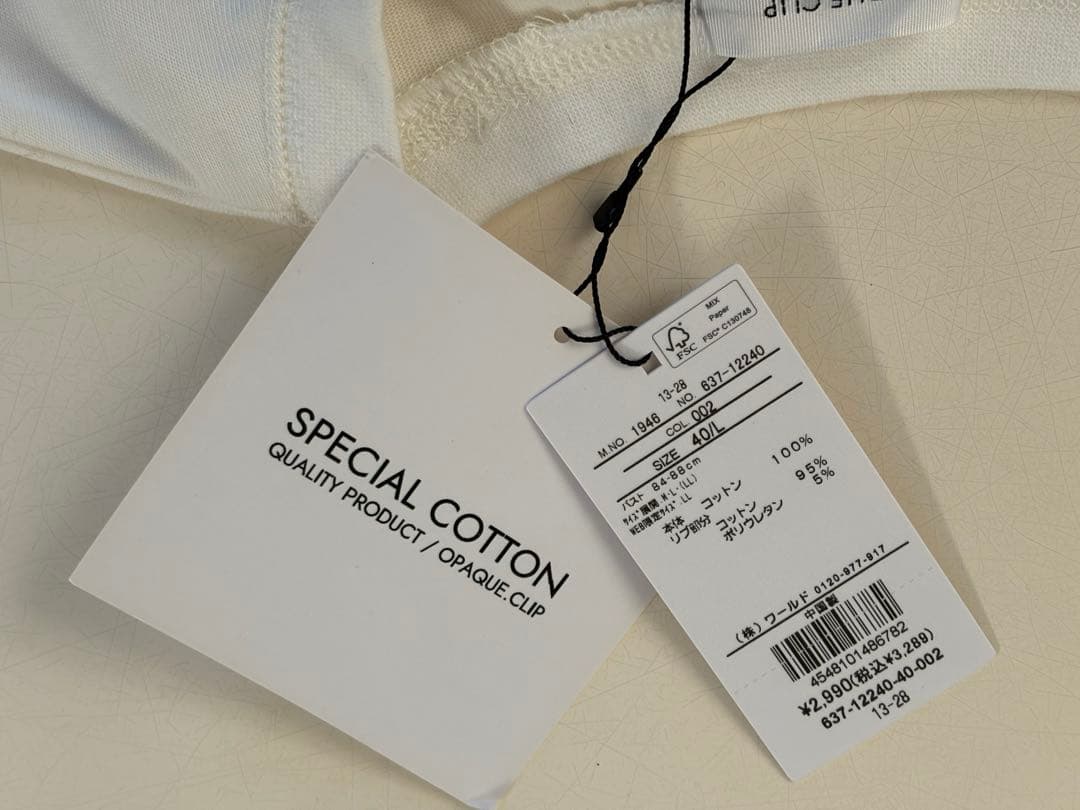 SPECIAL COTTON
QUALITY PRODUCT / OPAQUE.CLIP
MIX
Paper
FSC® C130748
FSC
13-28
M.NO. 1946 NO. 637-12240
COL 002
SIZE 40/L
バスト 84-88cm
サイズ展開.M・L・(LL)
WEB限定サイズ.LL
本体 コットン 100%
リブ部分 コットン 95%
ポリウレタン 5%
(株) ワールド 0120-977-917
中国製
4548101486782
¥2,990(税込¥3,289)
637-12240-40-002
13-28